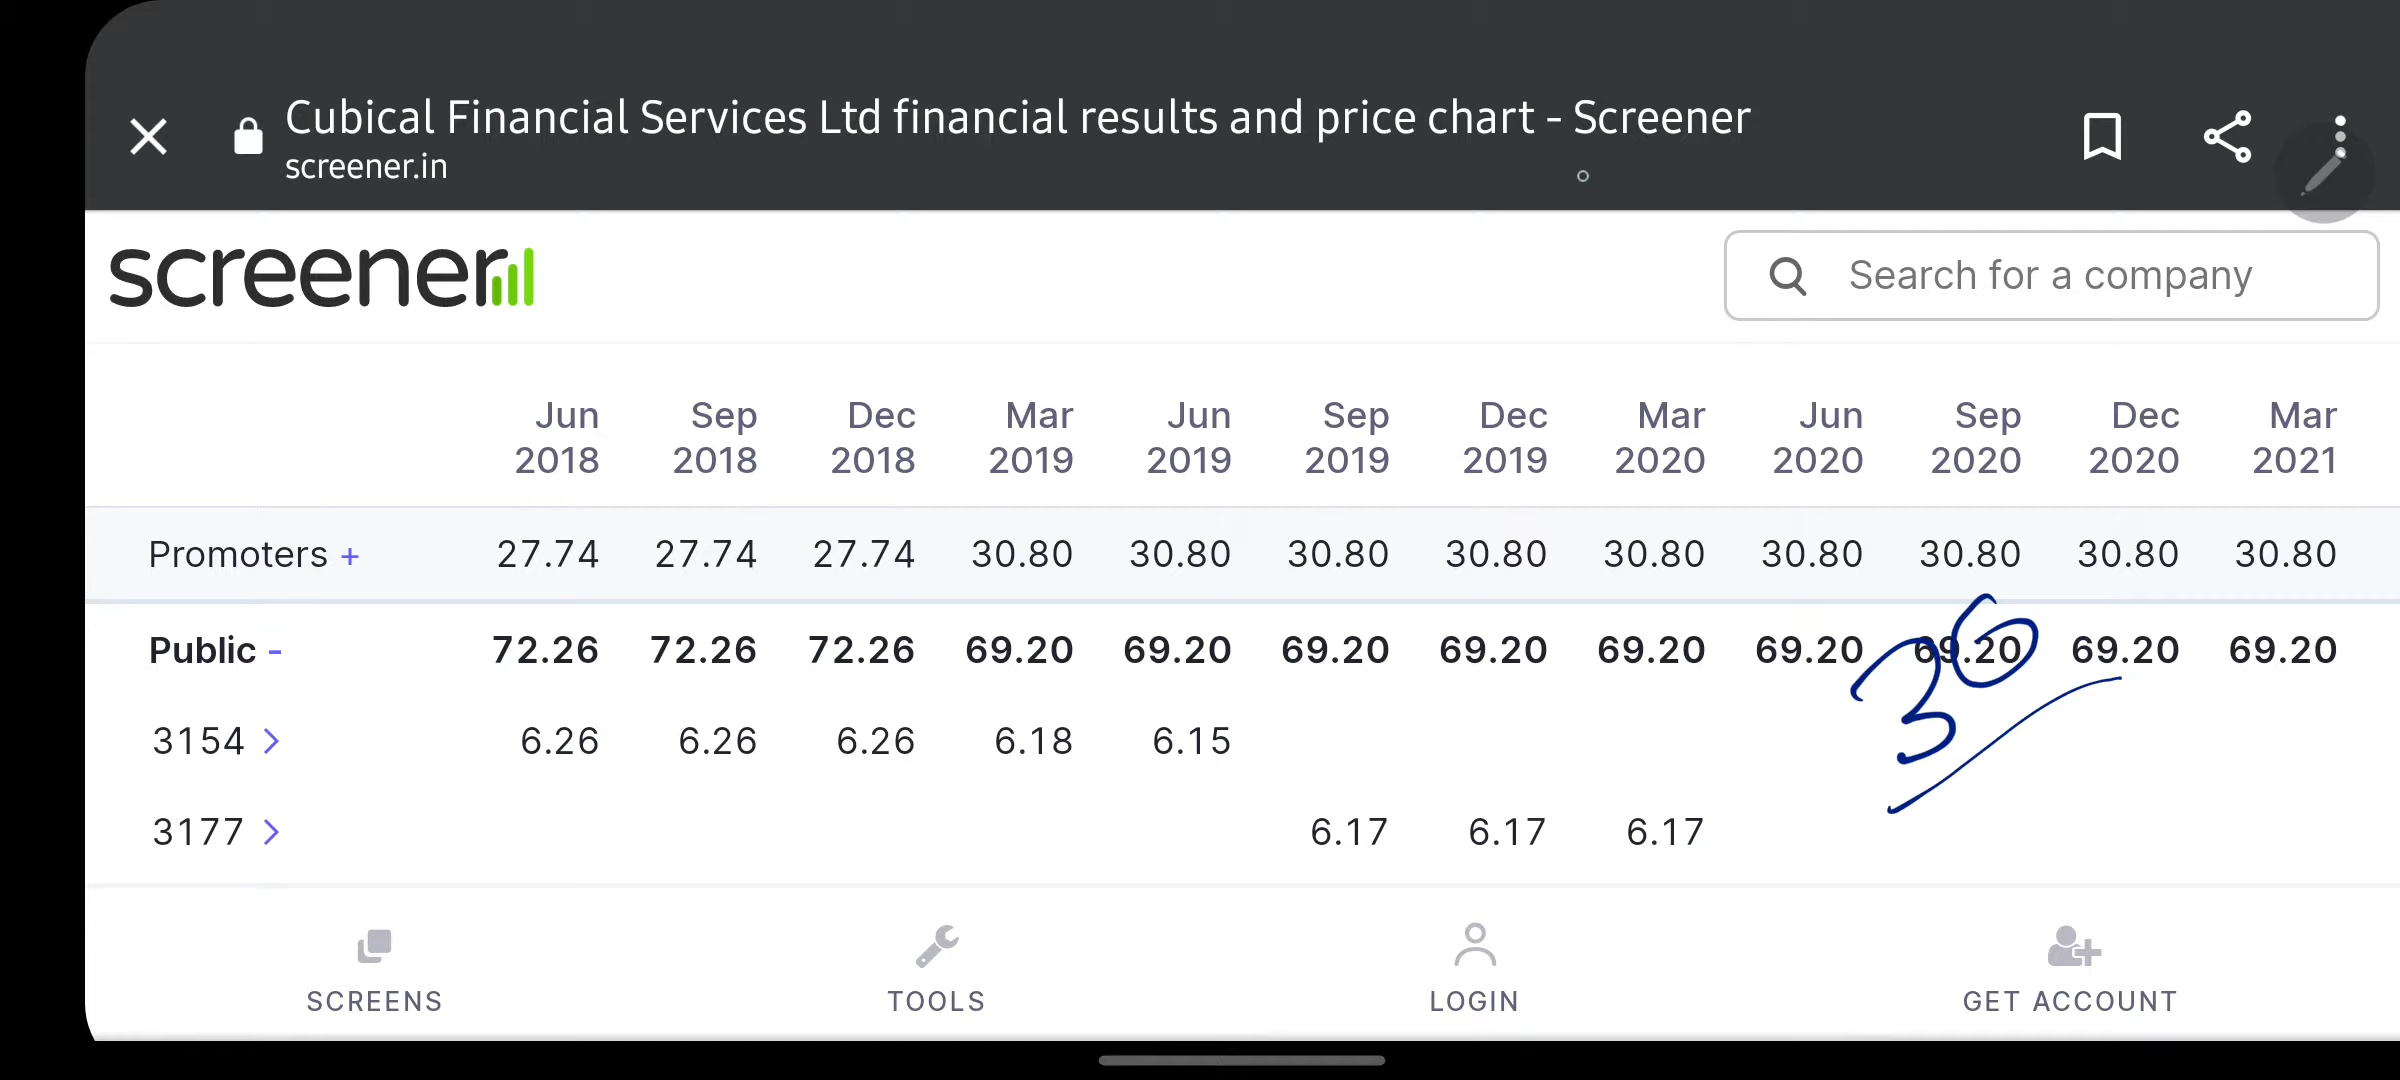 Cubical Financial Services Ltd financial results and price chart - Screener
screener.in
screener
Search for a company
Jun 2018 Sep 2018 Dec 2018 Mar 2019 Jun 2019 Sep 2019 Dec 2019 Mar 2020 Jun 2020 Sep 2020 Dec 2020 Mar 2021
Promoters + 27.74 27.74 27.74 30.80 30.80 30.80 30.80 30.80 30.80 30.80 30.80 30.80
Public - 72.26 72.26 72.26 69.20 69.20 69.20 69.20 69.20 69.20 69.20 69.20 69.20
30
3154 > 6.26 6.26 6.26 6.18 6.15
3177 > 6.17 6.17 6.17
SCREENS TOOLS LOGIN GET ACCOUNT